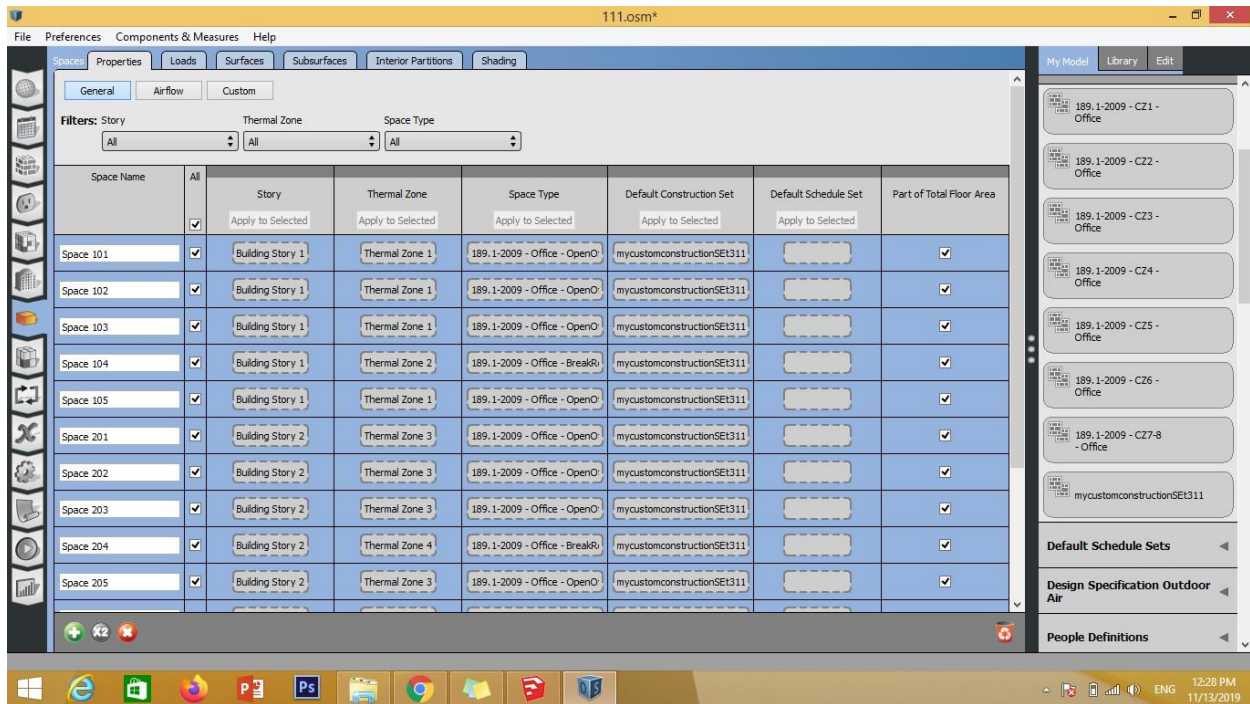 111.osm*
File Preferences Components & Measures Help
Spaces Properties Loads Surfaces Subsurfaces Interior Partitions Shading
My Model Library Edit
General Airflow Custom
Filters: Story Thermal Zone Space Type
All All All
Space Name All Story Thermal Zone Space Type Default Construction Set Default Schedule Set Part of Total Floor Area
Apply to Selected Apply to Selected Apply to Selected Apply to Selected Apply to Selected
Space 101 Building Story 1 Thermal Zone 1 189.1-2009 - Office - OpenO mycustomconstructionSEt311
Space 102 Building Story 1 Thermal Zone 1 189.1-2009 - Office - OpenO mycustomconstructionSEt311
Space 103 Building Story 1 Thermal Zone 1 189.1-2009 - Office - OpenO mycustomconstructionSEt311
Space 104 Building Story 1 Thermal Zone 2 189.1-2009 - Office - BreakR mycustomconstructionSEt311
Space 105 Building Story 1 Thermal Zone 1 189.1-2009 - Office - OpenO mycustomconstructionSEt311
Space 201 Building Story 2 Thermal Zone 3 189.1-2009 - Office - OpenO mycustomconstructionSEt311
Space 202 Building Story 2 Thermal Zone 3 189.1-2009 - Office - OpenO mycustomconstructionSEt311
Space 203 Building Story 2 Thermal Zone 3 189.1-2009 - Office - OpenO mycustomconstructionSEt311
Space 204 Building Story 2 Thermal Zone 4 189.1-2009 - Office - BreakR mycustomconstructionSEt311
Space 205 Building Story 2 Thermal Zone 3 189.1-2009 - Office - OpenO mycustomconstructionSEt311
189.1-2009 - CZ1 -
Office
189.1-2009 - CZ2 -
Office
189.1-2009 - CZ3 -
Office
189.1-2009 - CZ4 -
Office
189.1-2009 - CZ5 -
Office
189.1-2009 - CZ6 -
Office
189.1-2009 - CZ7-8
- Office
mycustomconstructionSEt311
Default Schedule Sets
Design Specification Outdoor
Air
People Definitions
X2
Ps
ENG
12:28 PM
11/13/2019